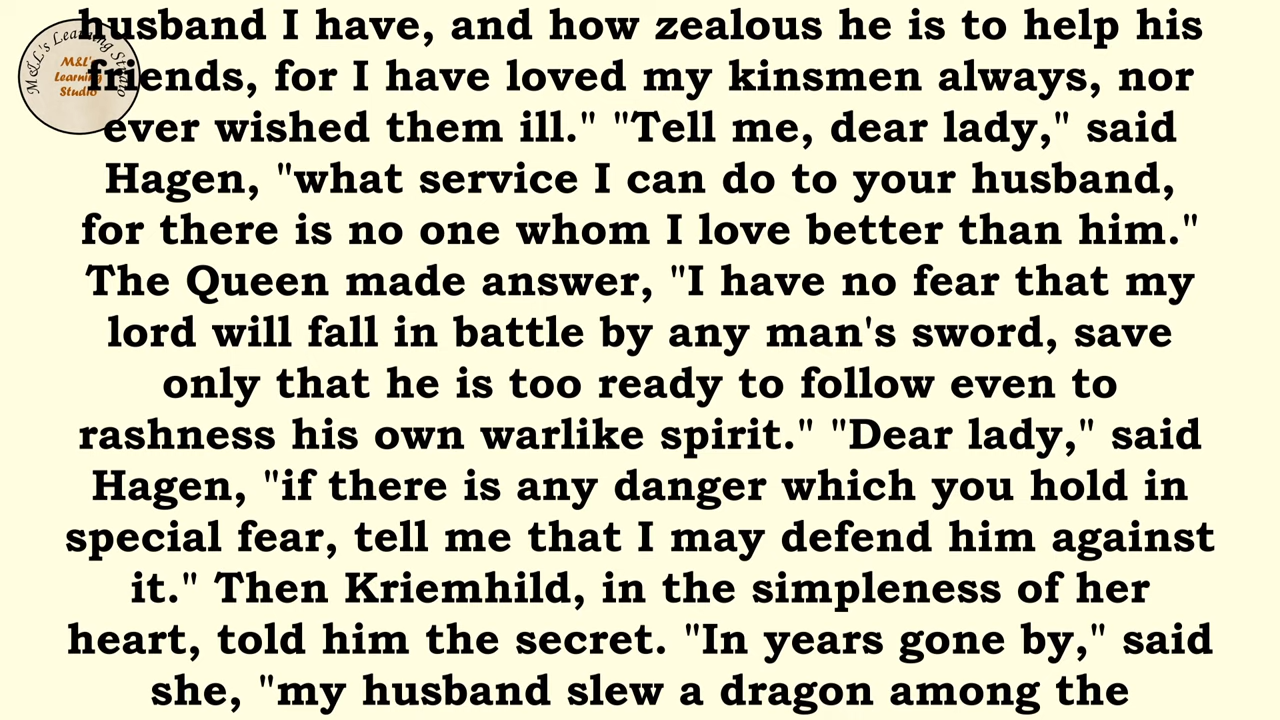 husband I have, and how zealous he is to help his
friends, for I have loved my kinsmen always, nor
ever wished them ill." "Tell me, dear lady," said
Hagen, "what service I can do to your husband,
for there is no one whom I love better than him."
The Queen made answer, "I have no fear that my
lord will fall in battle by any man's sword, save
only that he is too ready to follow even to
rashness his own warlike spirit." "Dear lady," said
Hagen, "if there is any danger which you hold in
special fear, tell me that I may defend him against
it." Then Kriemhild, in the simpleness of her
heart, told him the secret. "In years gone by," said
she, "my husband slew a dragon among the
M&L's Learning Studio
M&L'
Learning
Studio